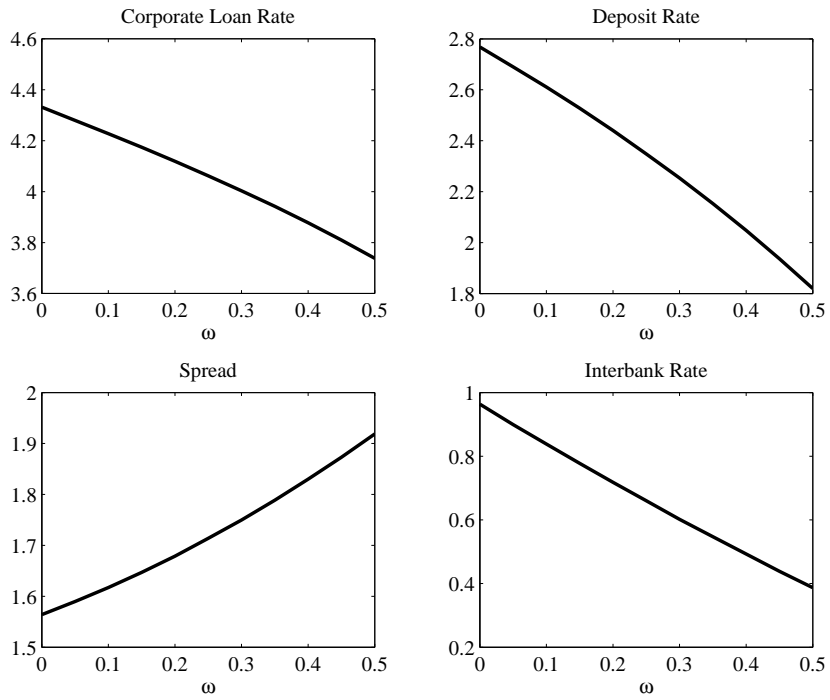 Corporate Loan Rate
4.6
4.4
4.2
4
3.8
3.6
0 0.1 0.2 0.3 0.4 0.5
ω
Deposit Rate
2.8
2.6
2.4
2.2
2
1.8
0 0.1 0.2 0.3 0.4 0.5
ω
Spread
2
1.9
1.8
1.7
1.6
1.5
0 0.1 0.2 0.3 0.4 0.5
ω
Interbank Rate
1
0.8
0.6
0.4
0.2
0 0.1 0.2 0.3 0.4 0.5
ω